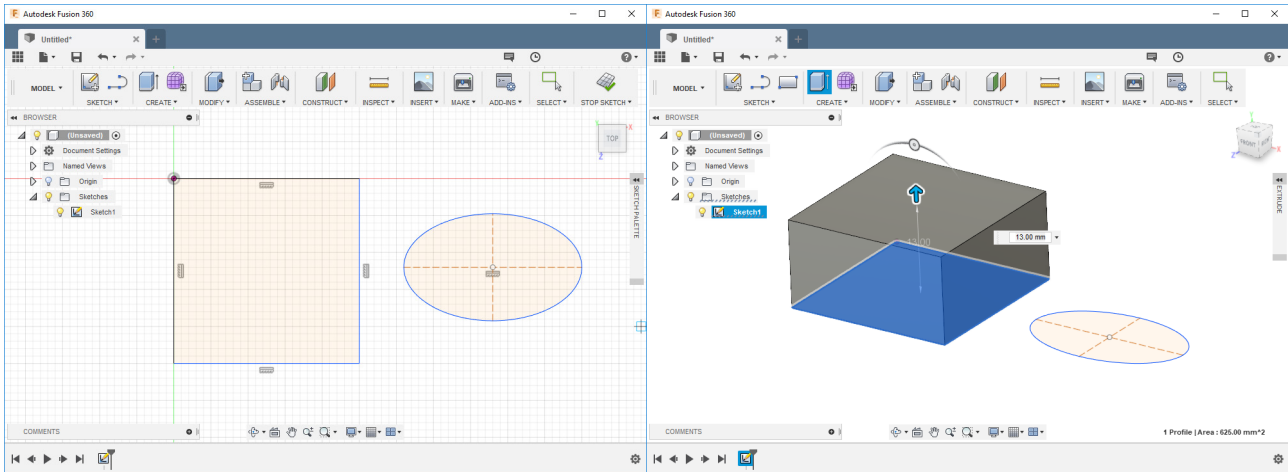 Autodesk Fusion 360
Untitled*
MODEL
SKETCH
CREATE
MODIFY
ASSEMBLE
CONSTRUCT
INSPECT
INSERT
MAKE
ADD-INS
SELECT
STOP SKETCH
BROWSER
(Unsaved)
Document Settings
Named Views
Origin
Sketches
Sketch1
TOP
X
Y
Z
SKETCH PALETTE
COMMENTS
Autodesk Fusion 360
Untitled*
MODEL
SKETCH
CREATE
MODIFY
ASSEMBLE
CONSTRUCT
INSPECT
INSERT
MAKE
ADD-INS
SELECT
BROWSER
(Unsaved)
Document Settings
Named Views
Origin
Sketches
Sketch1
FRONT
X
Y
Z
13.00
13.00 mm
EXTRUDE
COMMENTS
1 Profile | Area : 625.00 mm^2